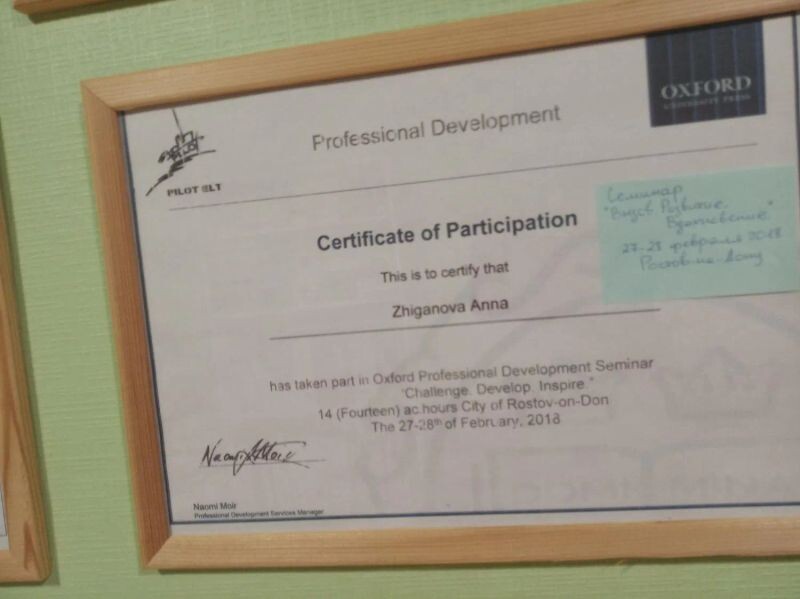 OXFORD
UNIVERSITY PRESS
Professional Development
PILOT ELT
Certificate of Participation
This is to certify that
Zhiganova Anna
has taken part in Oxford Professional Development Seminar
"Challenge. Develop. Inspire."
14 (Fourteen) ac.hours City of Rostov-on-Don
The 27-28th of February, 2018
Naomi Moir
Professional Development Services Manager
Семинар
"Вызов. Развитие.
Вдохновение."
27-28 февраля 2018
Ростов-на-Дону